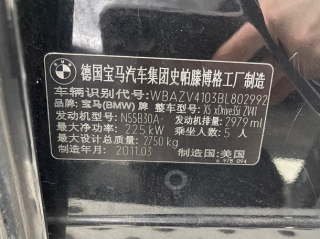 德国宝马汽车集团史帕滕博格工厂制造
车辆识别代号: WBAZV4103BL802992
品牌: 宝马(BMW) 牌 整车型号: X5 xDrive35i ZV41
发动机型号: N55B30A 发动机排量: 2979 ml
最大净功率: 225 kW 乘坐人数: 5 人
最大设计总质量: 2750 kg
制造年月: 2011.03 制造国: 美国
6 978 094